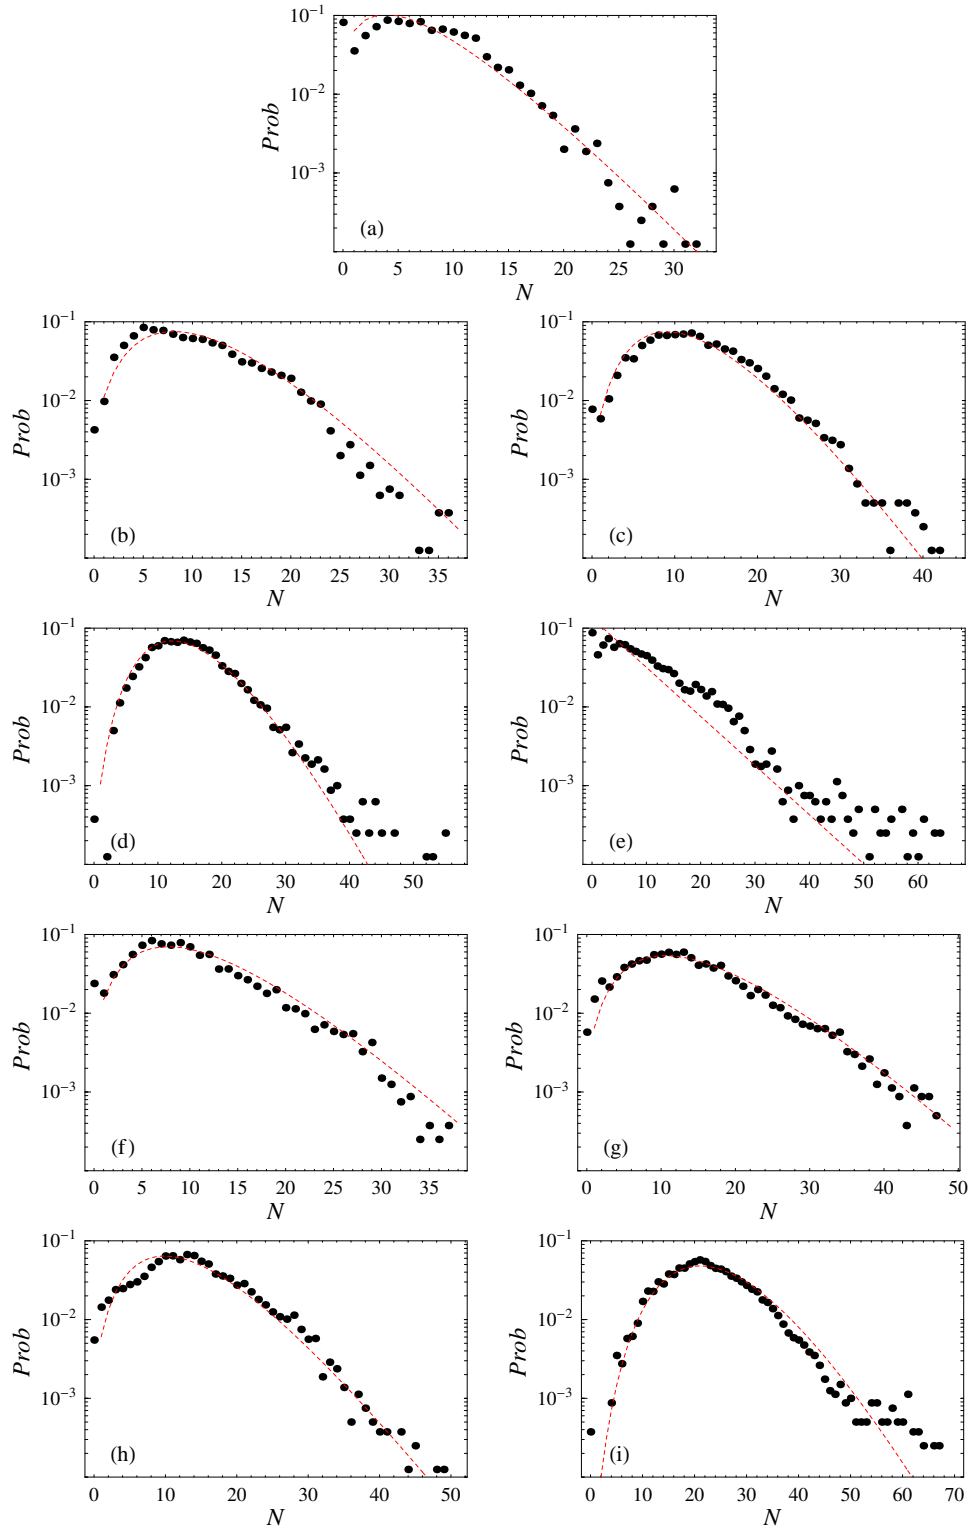 10⁻¹
10⁻²
10⁻³
Prob
(a)
0 5 10 15 20 25 30
N
10⁻¹
10⁻²
10⁻³
Prob
(b)
0 5 10 15 20 25 30 35
N
10⁻¹
10⁻²
10⁻³
Prob
(c)
0 10 20 30 40
N
10⁻¹
10⁻²
10⁻³
Prob
(d)
0 10 20 30 40 50
N
10⁻¹
10⁻²
10⁻³
Prob
(e)
0 10 20 30 40 50 60
N
10⁻¹
10⁻²
10⁻³
Prob
(f)
0 5 10 15 20 25 30 35
N
10⁻¹
10⁻²
10⁻³
Prob
(g)
0 10 20 30 40 50
N
10⁻¹
10⁻²
10⁻³
Prob
(h)
0 10 20 30 40 50
N
10⁻¹
10⁻²
10⁻³
Prob
(i)
0 10 20 30 40 50 60 70
N